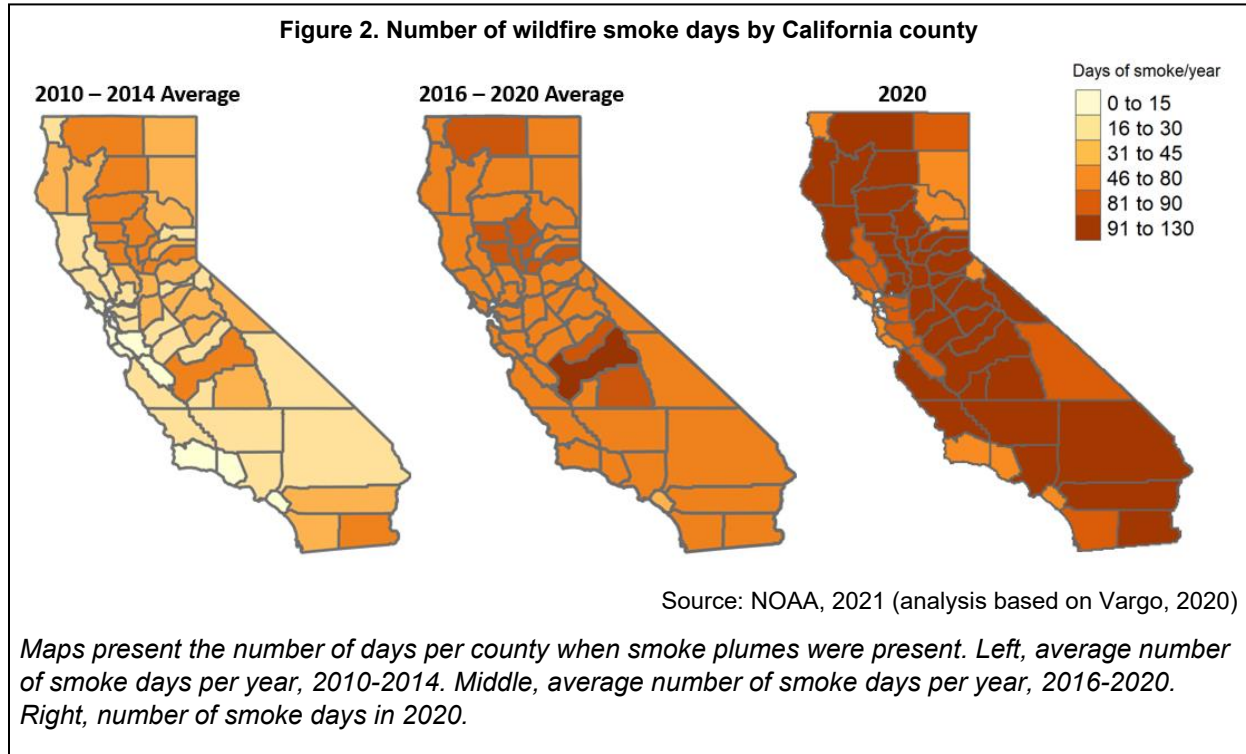 Figure 2. Number of wildfire smoke days by California county
2010 – 2014 Average
2016 – 2020 Average
2020
Days of smoke/year
0 to 15
16 to 30
31 to 45
46 to 80
81 to 90
91 to 130
Source: NOAA, 2021 (analysis based on Vargo, 2020)
Maps present the number of days per county when smoke plumes were present. Left, average number
of smoke days per year, 2010-2014. Middle, average number of smoke days per year, 2016-2020.
Right, number of smoke days in 2020.